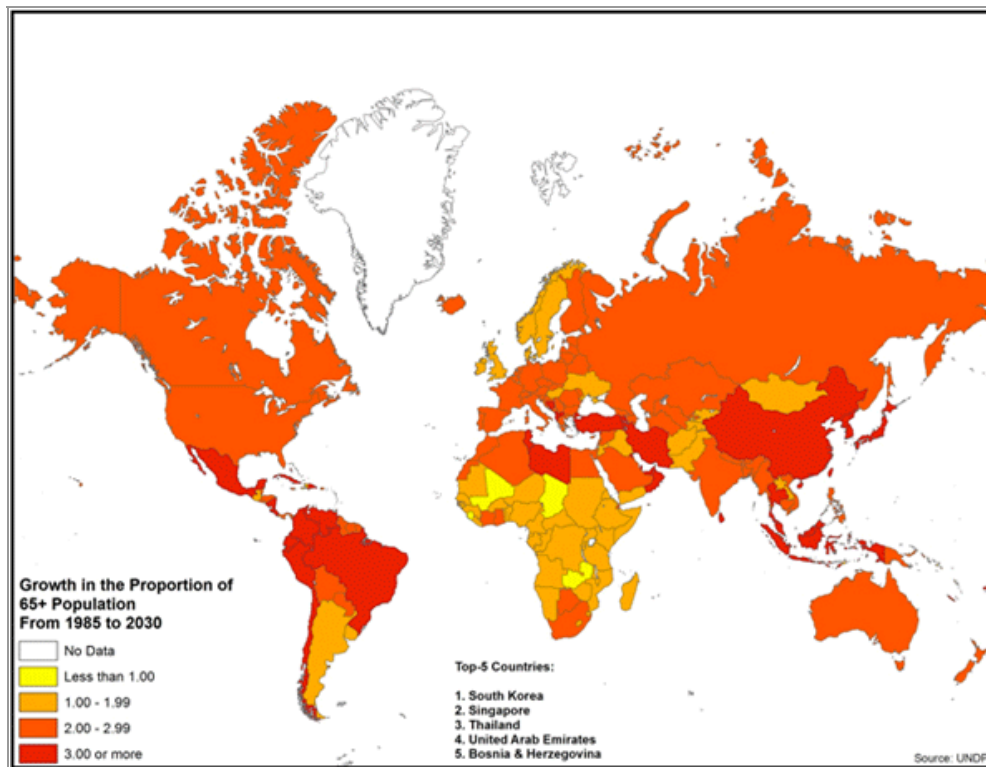 Growth in the Proportion of
65+ Population
From 1985 to 2030
No Data
Less than 1.00
1.00 - 1.99
2.00 - 2.99
3.00 or more
Top-5 Countries:
1. South Korea
2. Singapore
3. Thailand
4. United Arab Emirates
5. Bosnia & Herzegovina
Source: UNDP